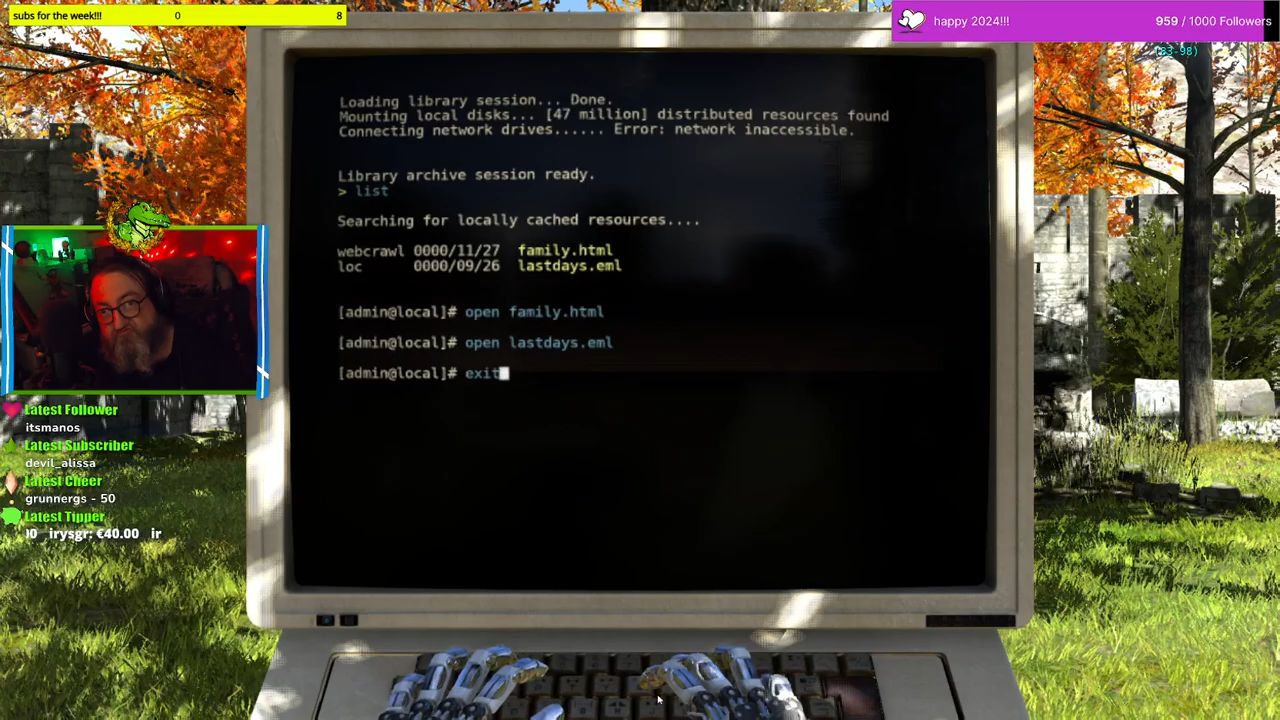 subs for the week!!! 0 8
happy 2024!!! 959 / 1000 Followers
(83-98)
Loading library session... Done.
Mounting local disks... [47 million] distributed resources found
Connecting network drives...... Error: network inaccessible.
Library archive session ready.
> list
Searching for locally cached resources....
webcrawl 0000/11/27 family.html
loc 0000/09/26 lastdays.eml
[admin@local]# open family.html
[admin@local]# open lastdays.eml
[admin@local]# exit
Latest Follower
itsmanos
Latest Subscriber
devil_alissa
Latest Cheer
grunnergs - 50
Latest Tipper
irysgr: €40.00 ir